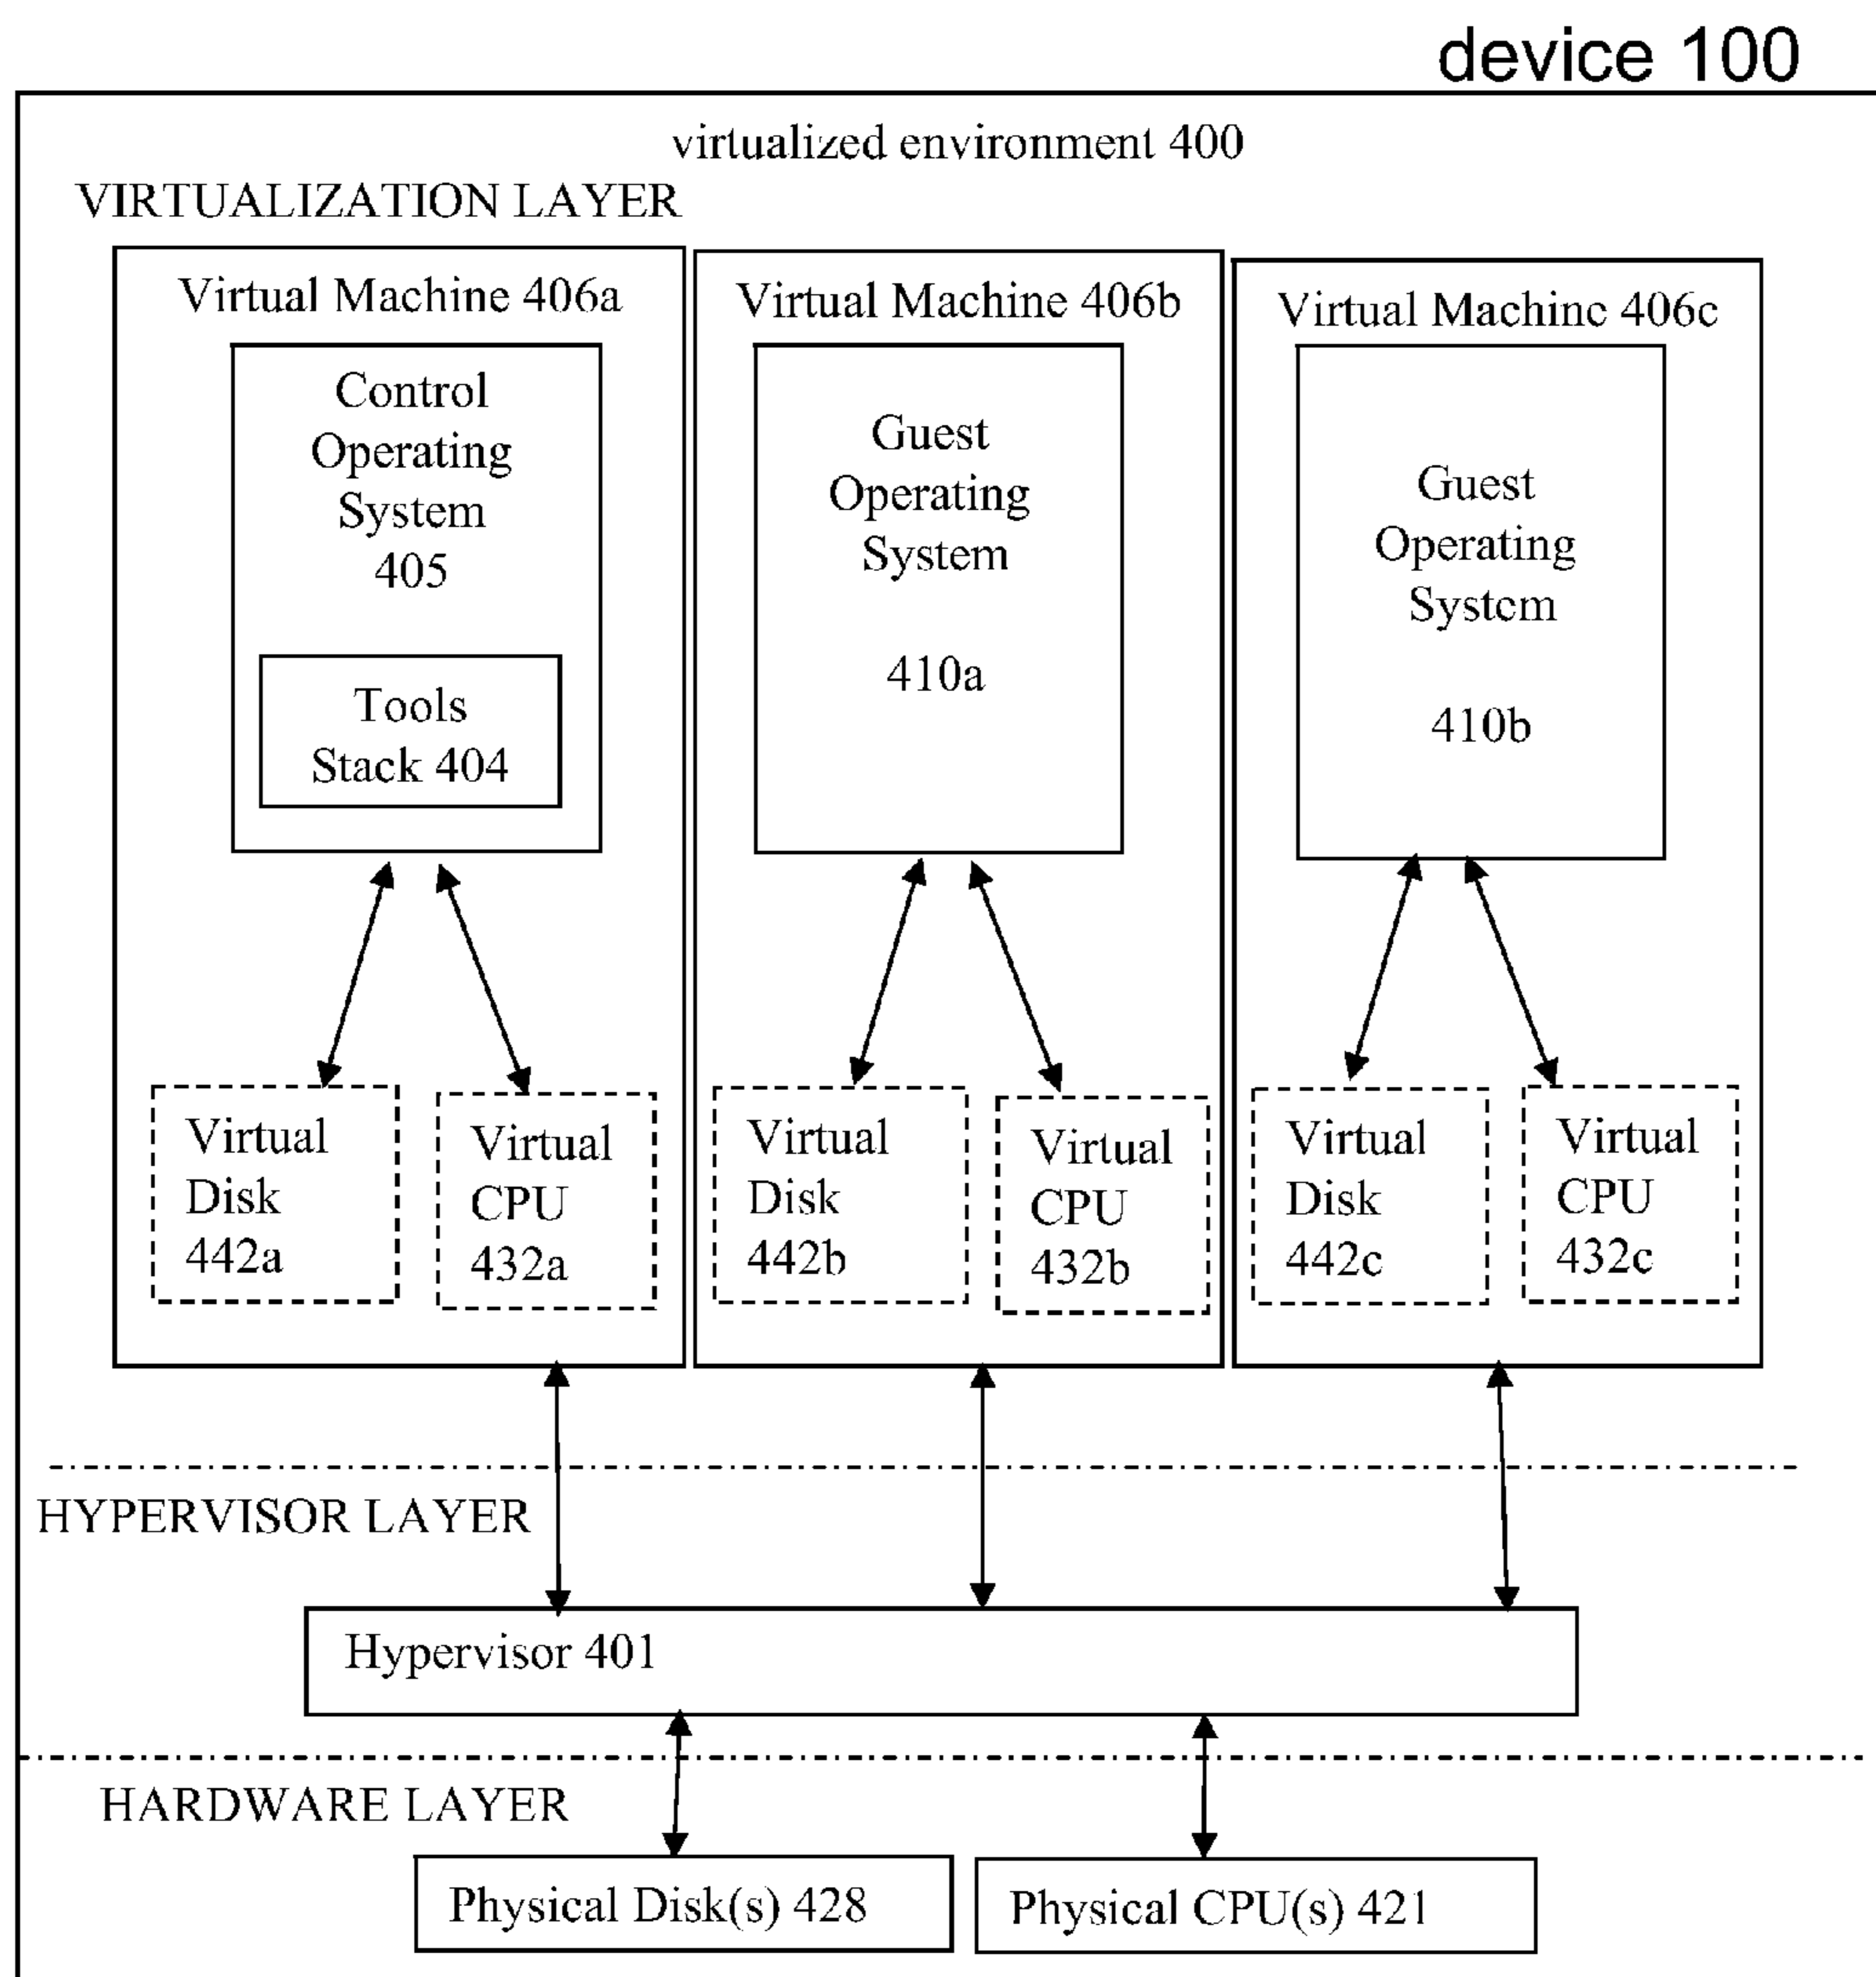 device 100
virtualized environment 400
VIRTUALIZATION LAYER
Virtual Machine 406a
Control
Operating
System
405
Tools
Stack 404
Virtual
Disk
442a
Virtual
CPU
432a
Virtual Machine 406b
Guest
Operating
System
410a
Virtual
Disk
442b
Virtual
CPU
432b
Virtual Machine 406c
Guest
Operating
System
410b
Virtual
Disk
442c
Virtual
CPU
432c
HYPERVISOR LAYER
Hypervisor 401
HARDWARE LAYER
Physical Disk(s) 428
Physical CPU(s) 421